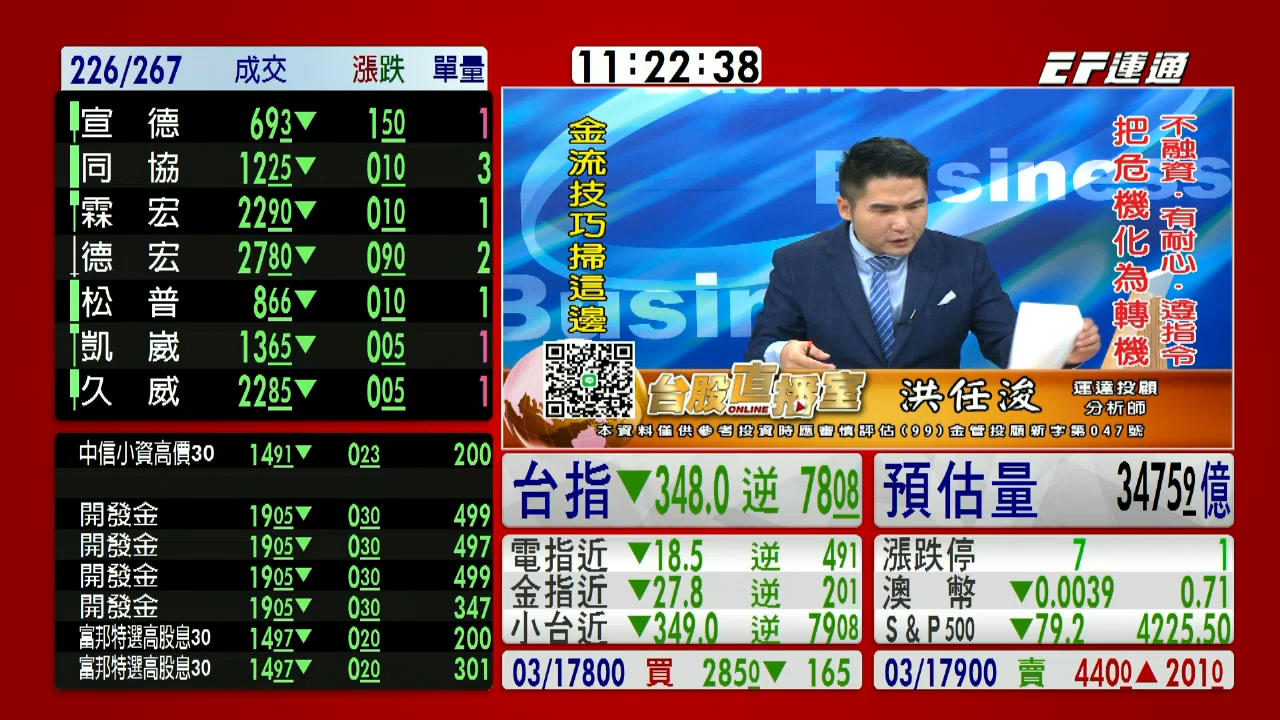 226/267 成交 漲跌 單量
宣德 693▼ 150 1
同協 1225▼ 010 3
霖宏 2290▼ 010 1
德宏 2780▼ 090 2
松普 866▼ 010 1
凱崴 1365▼ 005 1
久威 2285▼ 005 1
中信小資高價30 1491▼ 023 200
開發金 1905▼ 030 499
開發金 1905▼ 030 497
開發金 1905▼ 030 499
開發金 1905▼ 030 347
富邦特選高股息30 1497▼ 020 200
富邦特選高股息30 1497▼ 020 301
11:22:38
EF運通
金流技巧掃這邊
Business
Business
不融資．有耐心．遵指令
把危機化為轉機
台股直播室
ONLINE
洪任浚
運達投顧
分析師
本資料僅供參考投資時應審慎評估(99)金管投顧新字第047號
台指▼348.0 逆 7808
預估量 34759億
電指近 ▼18.5 逆 491
金指近 ▼27.8 逆 201
小台近 ▼349.0 逆 7908
漲跌停 7 1
澳幣 ▼0.0039 0.71
S&P500 ▼79.2 4225.50
03/17800 買 2850▼ 165
03/17900 賣 4400▲ 2010